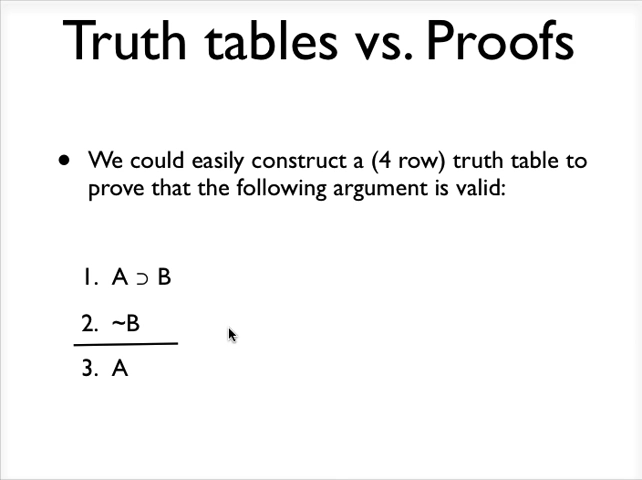 Truth tables vs. Proofs
• We could easily construct a (4 row) truth table to
prove that the following argument is valid:
1. A ⊃ B
2. ~B
3. A